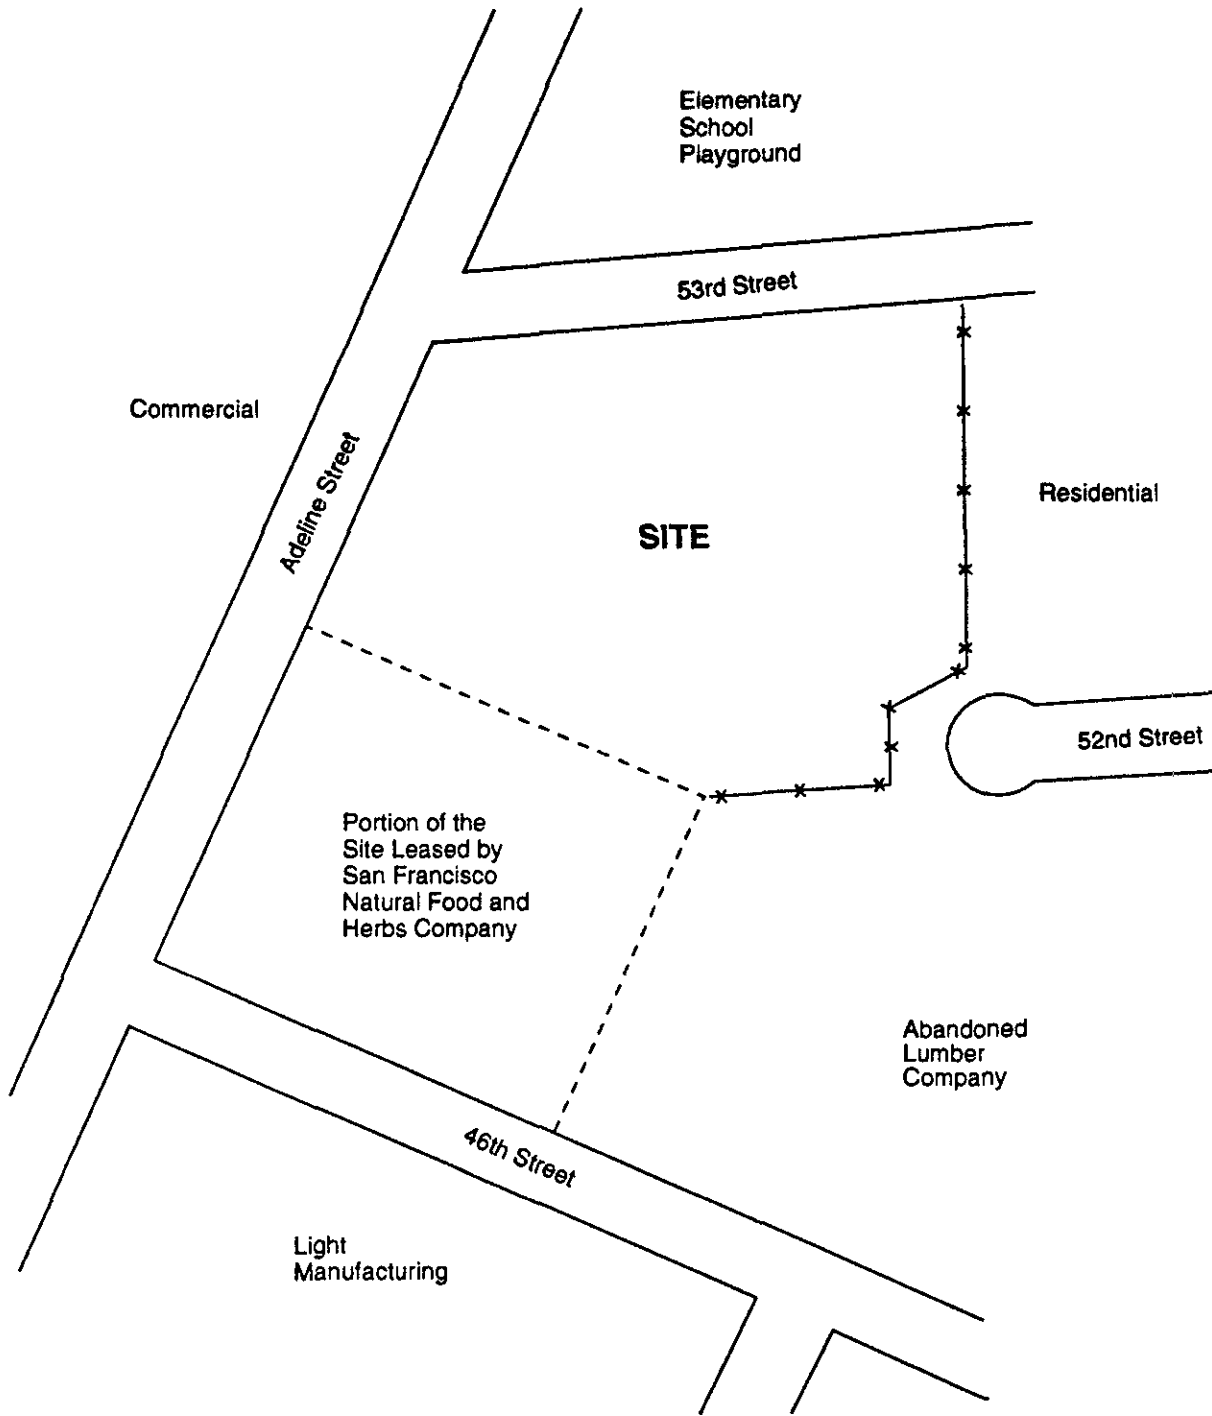 Elementary
School
Playground
53rd Street
Commercial
Adeline Street
Residential
SITE
52nd Street
Portion of the
Site Leased by
San Francisco
Natural Food and
Herbs Company
Abandoned
Lumber
Company
46th Street
Light
Manufacturing